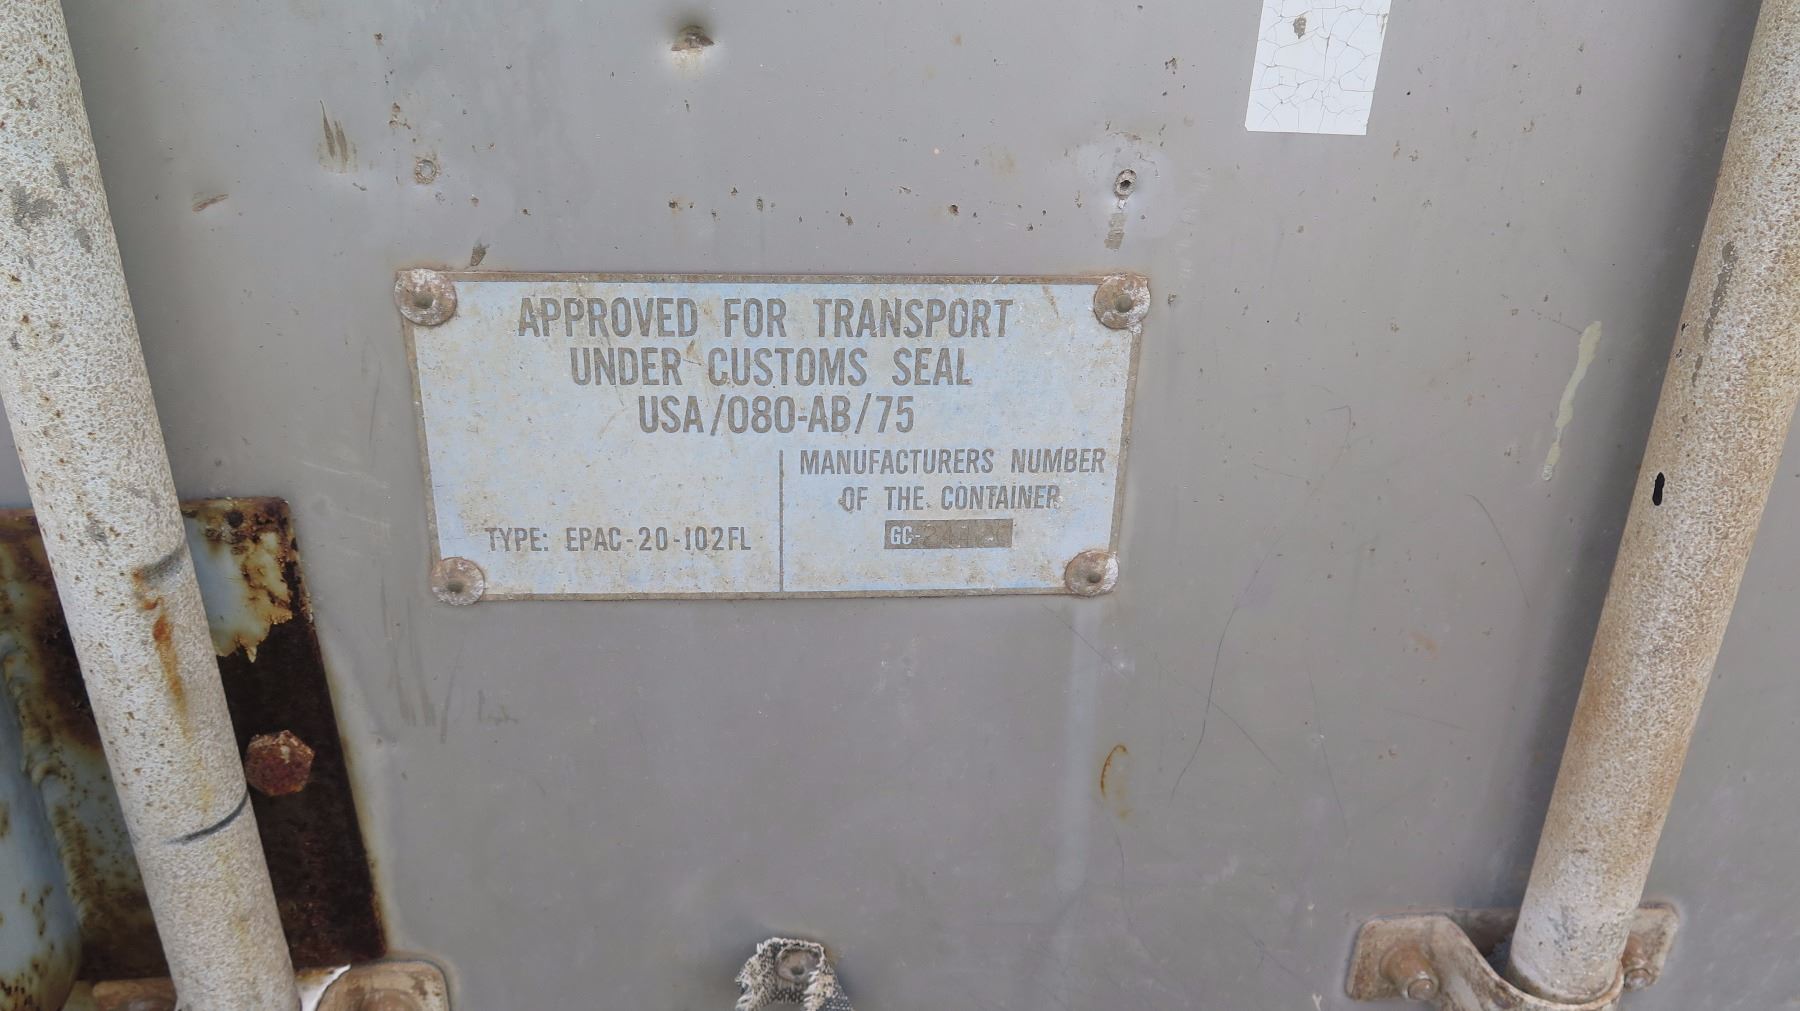 APPROVED FOR TRANSPORT
UNDER CUSTOMS SEAL
USA/080-AB/75
MANUFACTURERS NUMBER
OF THE CONTAINER
TYPE: EPAC-20-102FL
GC-